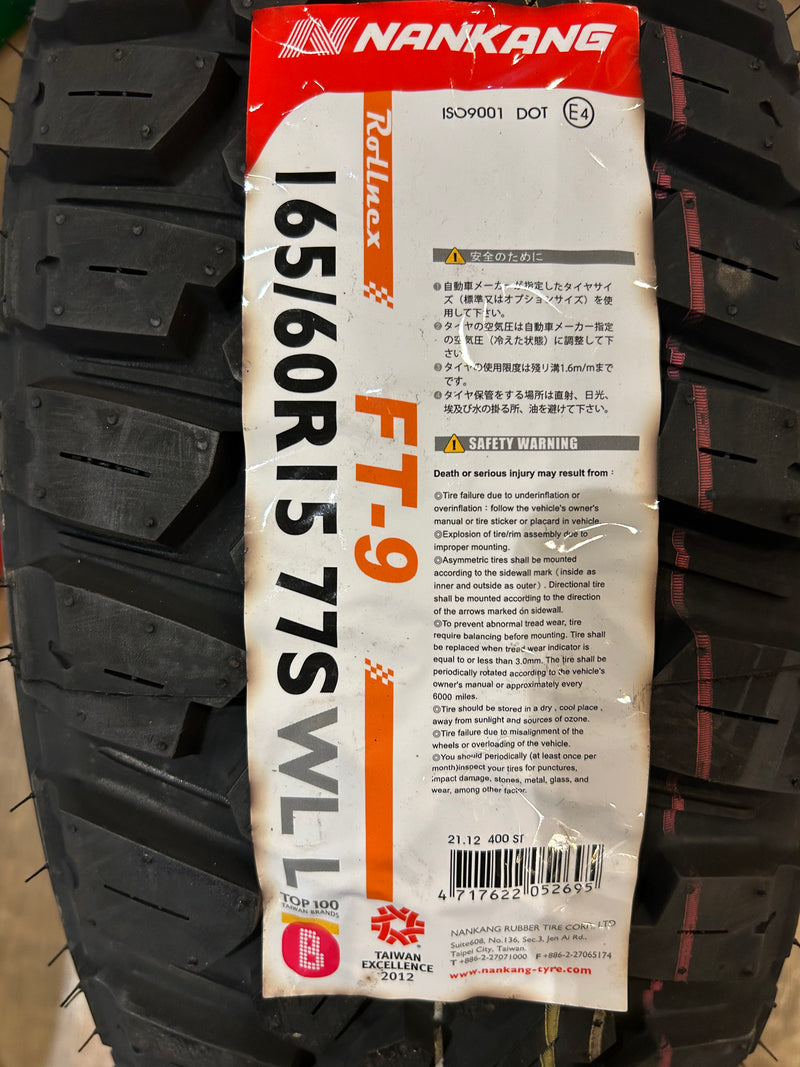 NANKANG
ISO9001 DOT E4
Rollnex
165/60R15 77S WL L
FT-9
安全のために
❶自動車メーカーが指定したタイヤサイ
ズ（標準又はオプションサイズ）を使
用して下さい。
❷タイヤの空気圧は自動車メーカー指定
の空気圧（冷えた状態）に調整して下
さい
❸タイヤの使用限度は残り溝1.6m/mまで
です。
❹タイヤ保管をする場所は直射、日光、
埃及び水の掛る所、油を避けて下さい。
SAFETY WARNING
Death or serious injury may result from :
◎Tire failure due to underinflation or
overinflation : follow the vehicle's owner's
manual or tire sticker or placard in vehicle.
◎Explosion of tire/rim assembly due to
improper mounting.
◎Asymmetric tires shall be mounted
according to the sidewall mark (inside as
inner and outside as outer) . Directional tire
shall be mounted according to the direction
of the arrows marked on sidewall.
◎To prevent abnormal tread wear, tire
require balancing before mounting. Tire shall
be replaced when tread wear indicator is
equal to or less than 3.0mm. The tire shall be
periodically rotated according to the vehicle's
owner's manual or approximately every
6000 miles.
◎Tire should be stored in a dry , cool place ,
away from sunlight and sources of ozone.
◎Tire failure due to misalignment of the
wheels or overloading of the vehicle.
◎You should periodically (at least once per
month)inspect your tires for punctures,
impact damage, stones, metal, glass, and
wear, among other factor.
21.12 400 ST
4 717622 052695
TOP 100
TAIWAN BRANDS
TAIWAN
EXCELLENCE
2012
NANKANG RUBBER TIRE CORP., LTD
Suite608, No.136, Sec.3, Jen Ai Rd.,
Taipei City, Taiwan.
T +886-2-27071000 F +886-2-27065174
www.nankang-tyre.com